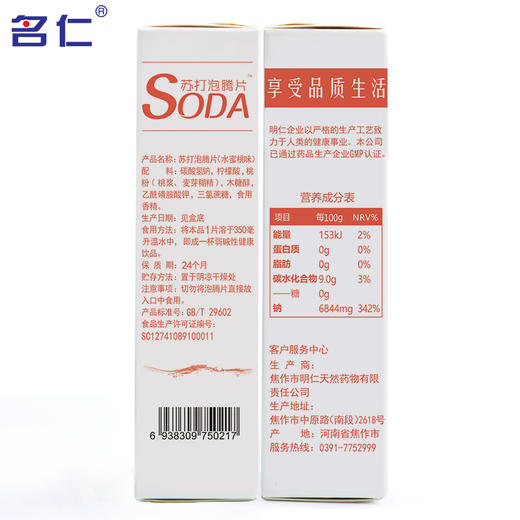 名仁®
苏打泡腾片
SODA™
产品名称：苏打泡腾片(水蜜桃味)
配　　料：碳酸氢钠，柠檬酸，桃
粉（桃浆、麦芽糊精），木糖醇，
乙酰磺胺酸钾，三氯蔗糖，食用
香精。
生产日期：见盒底
食用方法：将本品1片溶于350毫
升温水中，即成一杯弱碱性健康
饮品。
保 质 期：24个月
贮存方法：置于阴凉干燥处
注意事项：切勿将泡腾片直接放
入口中食用。
产品标准号：GB/T 29602
食品生产许可证编号：
SC12741089100011
6 938309 750217
享受品质生活
明仁企业以严格的生产工艺致
力于人类的健康事业。本公司
已通过药品生产企业GMP认证。
营养成分表
项目 每100g NRV%
能量 153kJ 2%
蛋白质 0g 0%
脂肪 0g 0%
碳水化合物 9.0g 3%
——糖 0g
钠 6844mg 342%
客户服务中心
生 产 商：
焦作市明仁天然药物有限
责任公司
生产地址：
焦作市中原路(南段)2618号
产　　地：河南省焦作市
服务热线：0391-7752999